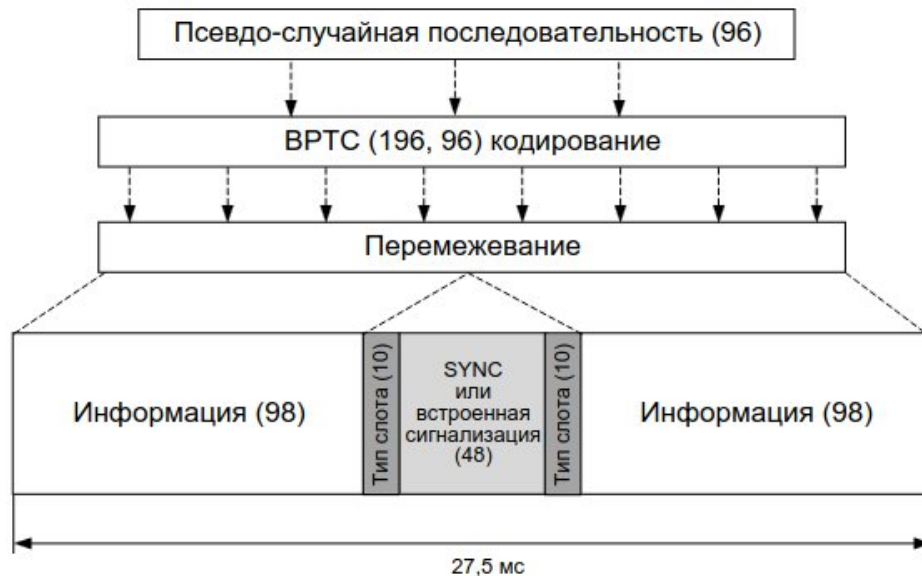 Псевдо-случайная последовательность (96)
ВРТС (196, 96) кодирование
Перемежевание
Информация (98)
Тип слота (10)
SYNC
или
встроенная
сигнализация
(48)
Тип слота (10)
Информация (98)
27,5 мс